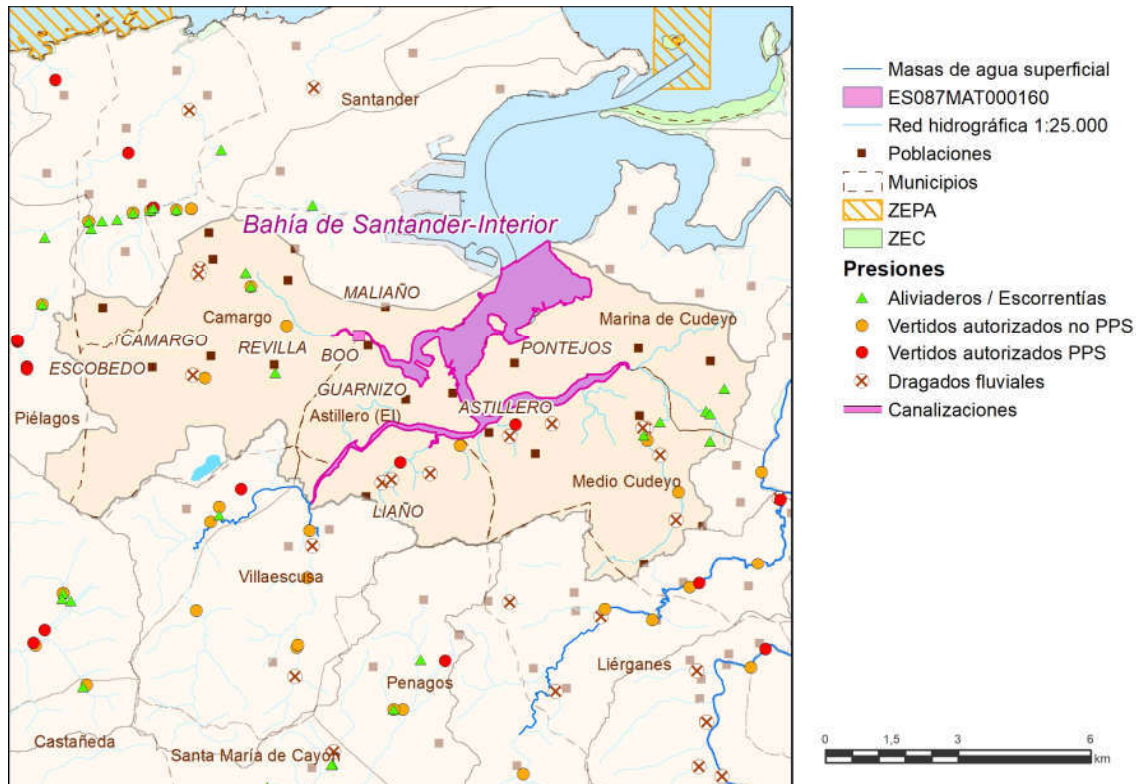 Santander
Bahía de Santander-Interior
MALIAÑO
Camargo
Marina de Cudeyo
CAMARGO
REVILLA
BOO
PONTEJOS
ESCOBEDO
GUARNIZO
ASTILLERO
Astillero (El)
Piélagos
Medio Cudeyo
LIAÑO
Villaescusa
Liérganes
Penagos
Castañeda
Santa María de Cayón
Masas de agua superficial
ES087MAT000160
Red hidrográfica 1:25.000
Poblaciones
Municipios
ZEPA
ZEC
Presiones
Aliviaderos / Escorrentías
Vertidos autorizados no PPS
Vertidos autorizados PPS
Dragados fluviales
Canalizaciones
0 1,5 3 6
km